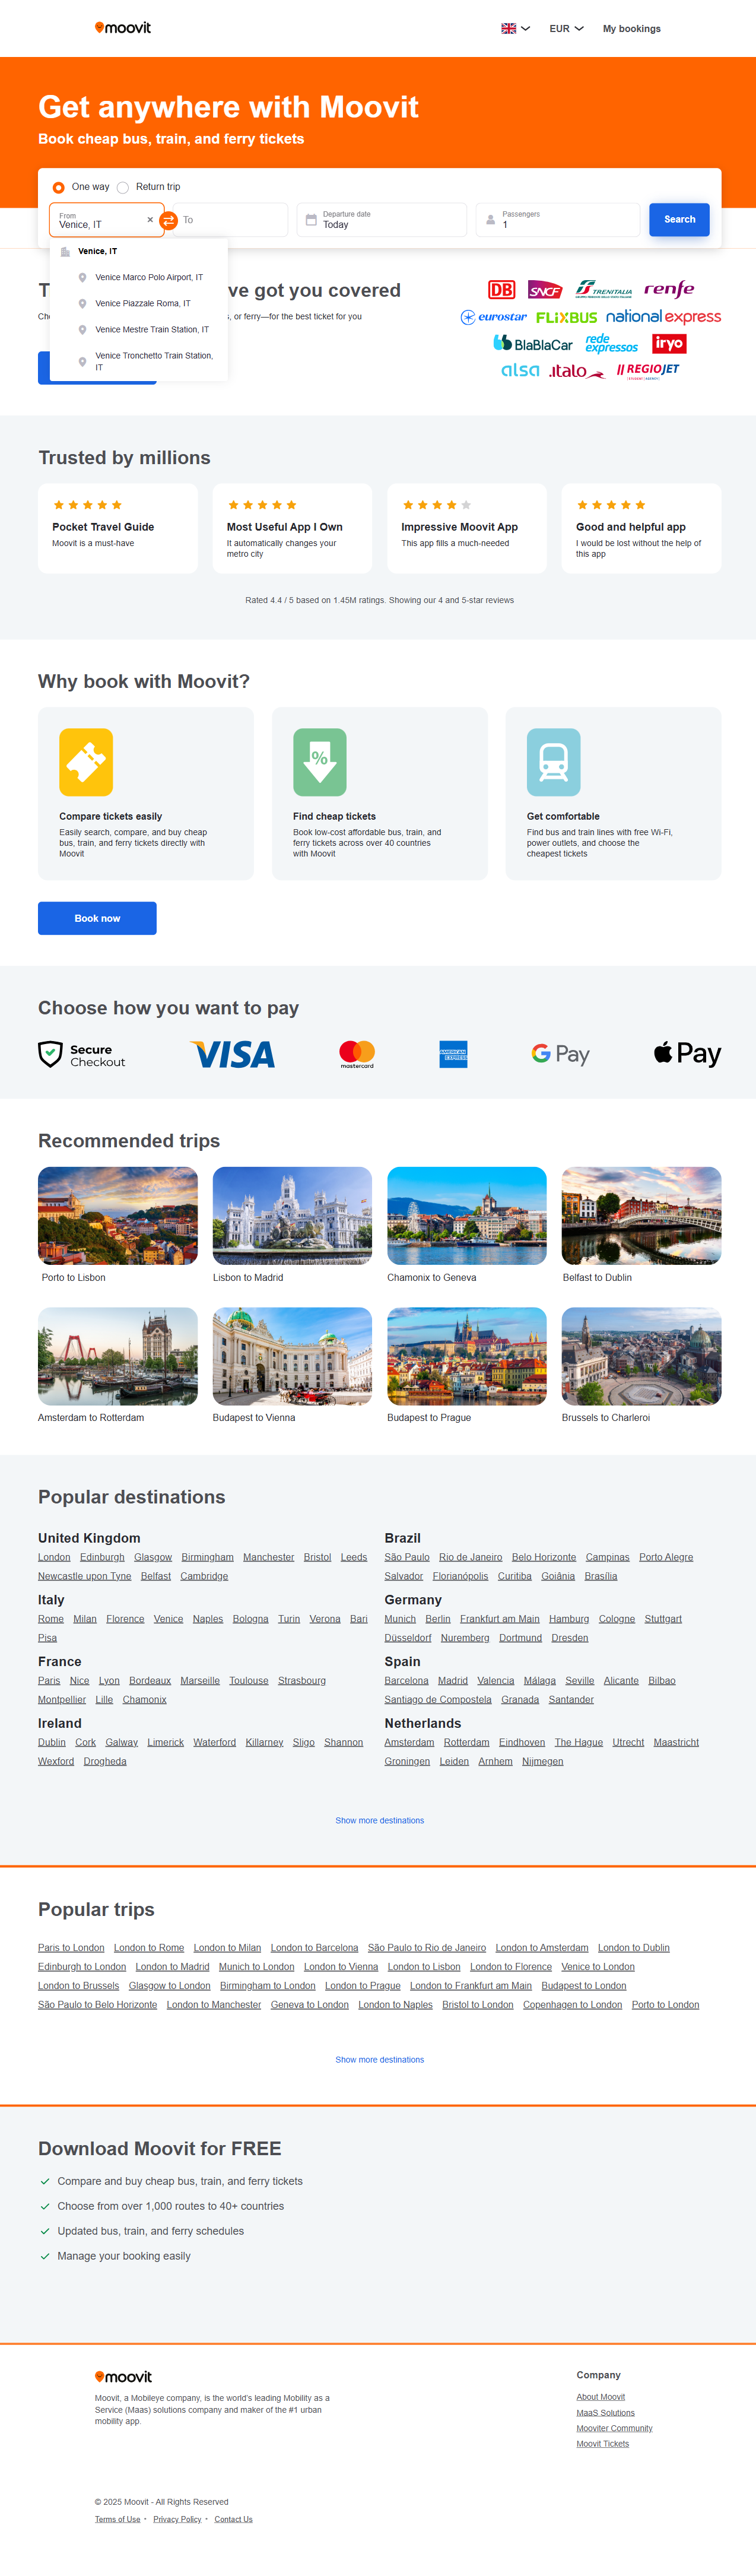 moovit
EUR
My bookings
Get anywhere with Moovit
Book cheap bus, train, and ferry tickets
One way
Return trip
From
Venice, IT
To
Departure date
Today
Passengers
1
Search
Venice, IT
Venice Marco Polo Airport, IT
Venice Piazzale Roma, IT
Venice Mestre Train Station, IT
Venice Tronchetto Train Station,
IT
T
ve got you covered
Che
s, or ferry—for the best ticket for you
DB
SNCF
TRENITALIA
renfe
eurostar
FLiXBUS
national express
BlaBlaCar
rede
expressos
iryo
alsa
.italo
REGIOJET
Trusted by millions
Pocket Travel Guide
Moovit is a must-have
Most Useful App I Own
It automatically changes your
metro city
Impressive Moovit App
This app fills a much-needed
Good and helpful app
I would be lost without the help of
this app
Rated 4.4 / 5 based on 1.45M ratings. Showing our 4 and 5-star reviews
Why book with Moovit?
Compare tickets easily
Easily search, compare, and buy cheap
bus, train, and ferry tickets directly with
Moovit
%
Find cheap tickets
Book low-cost affordable bus, train, and
ferry tickets across over 40 countries
with Moovit
Get comfortable
Find bus and train lines with free Wi-Fi,
power outlets, and choose the
cheapest tickets
Book now
Choose how you want to pay
Secure
Checkout
VISA
mastercard
AMERICAN
EXPRESS
G Pay
Pay
Recommended trips
Porto to Lisbon
Lisbon to Madrid
Chamonix to Geneva
Belfast to Dublin
Amsterdam to Rotterdam
Budapest to Vienna
Budapest to Prague
Brussels to Charleroi
Popular destinations
United Kingdom
London Edinburgh Glasgow Birmingham Manchester Bristol Leeds
Newcastle upon Tyne Belfast Cambridge
Brazil
São Paulo Rio de Janeiro Belo Horizonte Campinas Porto Alegre
Salvador Florianópolis Curitiba Goiânia Brasília
Italy
Rome Milan Florence Venice Naples Bologna Turin Verona Bari
Pisa
Germany
Munich Berlin Frankfurt am Main Hamburg Cologne Stuttgart
Düsseldorf Nuremberg Dortmund Dresden
France
Paris Nice Lyon Bordeaux Marseille Toulouse Strasbourg
Montpellier Lille Chamonix
Spain
Barcelona Madrid Valencia Málaga Seville Alicante Bilbao
Santiago de Compostela Granada Santander
Ireland
Dublin Cork Galway Limerick Waterford Killarney Sligo Shannon
Wexford Drogheda
Netherlands
Amsterdam Rotterdam Eindhoven The Hague Utrecht Maastricht
Groningen Leiden Arnhem Nijmegen
Show more destinations
Popular trips
Paris to London London to Rome London to Milan London to Barcelona São Paulo to Rio de Janeiro London to Amsterdam London to Dublin
Edinburgh to London London to Madrid Munich to London London to Vienna London to Lisbon London to Florence Venice to London
London to Brussels Glasgow to London Birmingham to London London to Prague London to Frankfurt am Main Budapest to London
São Paulo to Belo Horizonte London to Manchester Geneva to London London to Naples Bristol to London Copenhagen to London Porto to London
Show more destinations
Download Moovit for FREE
Compare and buy cheap bus, train, and ferry tickets
Choose from over 1,000 routes to 40+ countries
Updated bus, train, and ferry schedules
Manage your booking easily
moovit
Moovit, a Mobileye company, is the world's leading Mobility as a
Service (Maas) solutions company and maker of the #1 urban
mobility app.
Company
About Moovit
MaaS Solutions
Mooviter Community
Moovit Tickets
© 2025 Moovit - All Rights Reserved
Terms of Use • Privacy Policy • Contact Us